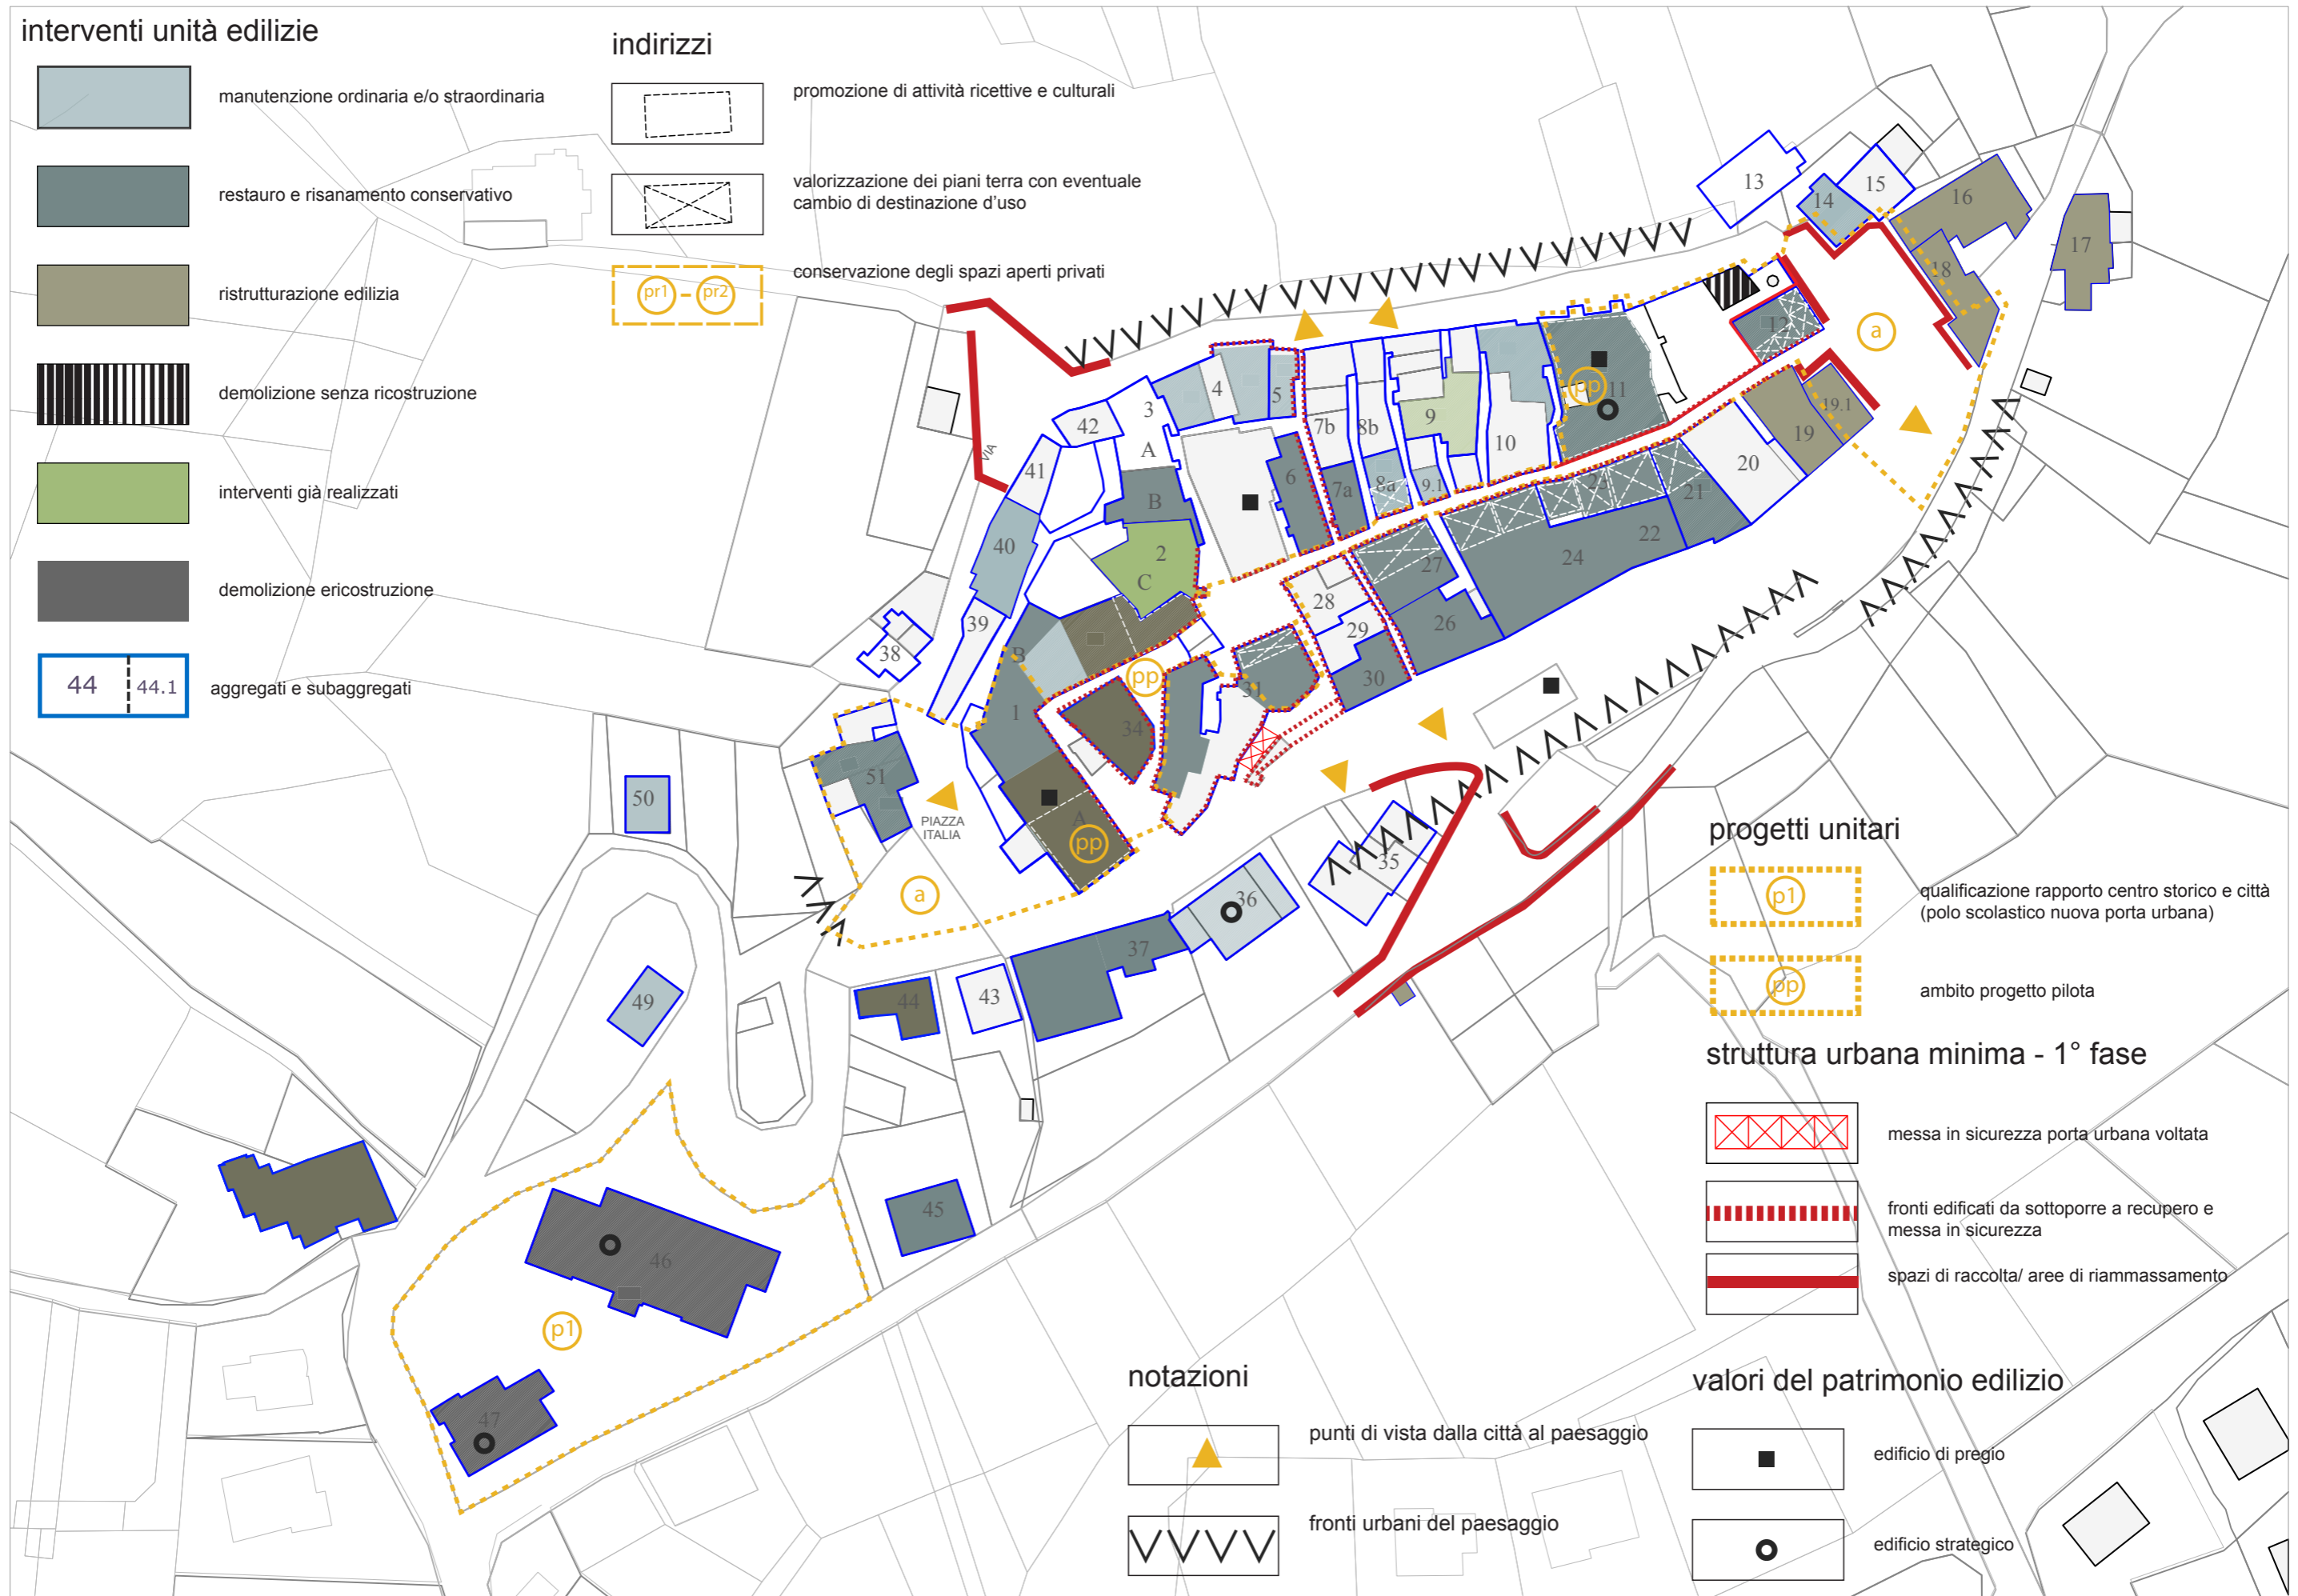 interventi unità edilizie
manutenzione ordinaria e/o straordinaria
restauro e risanamento conservativo
ristrutturazione edilizia
demolizione senza ricostruzione
interventi già realizzati
demolizione ericostruzione
44
44.1
aggregati e subaggregati
indirizzi
promozione di attività ricettive e culturali
valorizzazione dei piani terra con eventuale
cambio di destinazione d'uso
pr1 - pr2
conservazione degli spazi aperti privati
13
14
15
16
17
18
12
a
19.1
19
20
11
pp
10
9
9.1
8b
8a
7b
7a
6
5
4
3
A
42
41
VIA
40
39
38
B
2
C
B
1
A
pp
34
pp
31
28
29
30
27
26
25
24
22
21
51
PIAZZA
ITALIA
a
50
49
35
36
37
43
44
45
46
47
p1
progetti unitari
p1
qualificazione rapporto centro storico e città
(polo scolastico nuova porta urbana)
pp
ambito progetto pilota
struttura urbana minima - 1° fase
messa in sicurezza porta urbana voltata
fronti edificati da sottoporre a recupero e
messa in sicurezza
spazi di raccolta/ aree di riammassamento
notazioni
punti di vista dalla città al paesaggio
fronti urbani del paesaggio
valori del patrimonio edilizio
edificio di pregio
edificio strategico